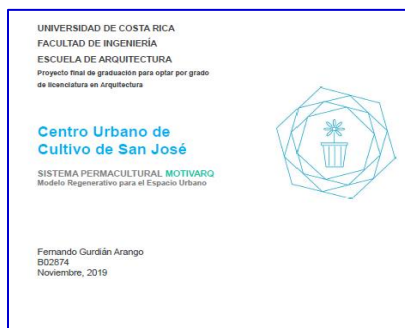 UNIVERSIDAD DE COSTA RICA
FACULTAD DE INGENIERÍA
ESCUELA DE ARQUITECTURA
Proyecto final de graduación para optar por grado
de licenciatura en Arquitectura
Centro Urbano de
Cultivo de San José
SISTEMA PERMACULTURAL MOTIVARQ
Modelo Regenerativo para el Espacio Urbano
Fernando Gurdián Arango
B02874
Noviembre, 2019